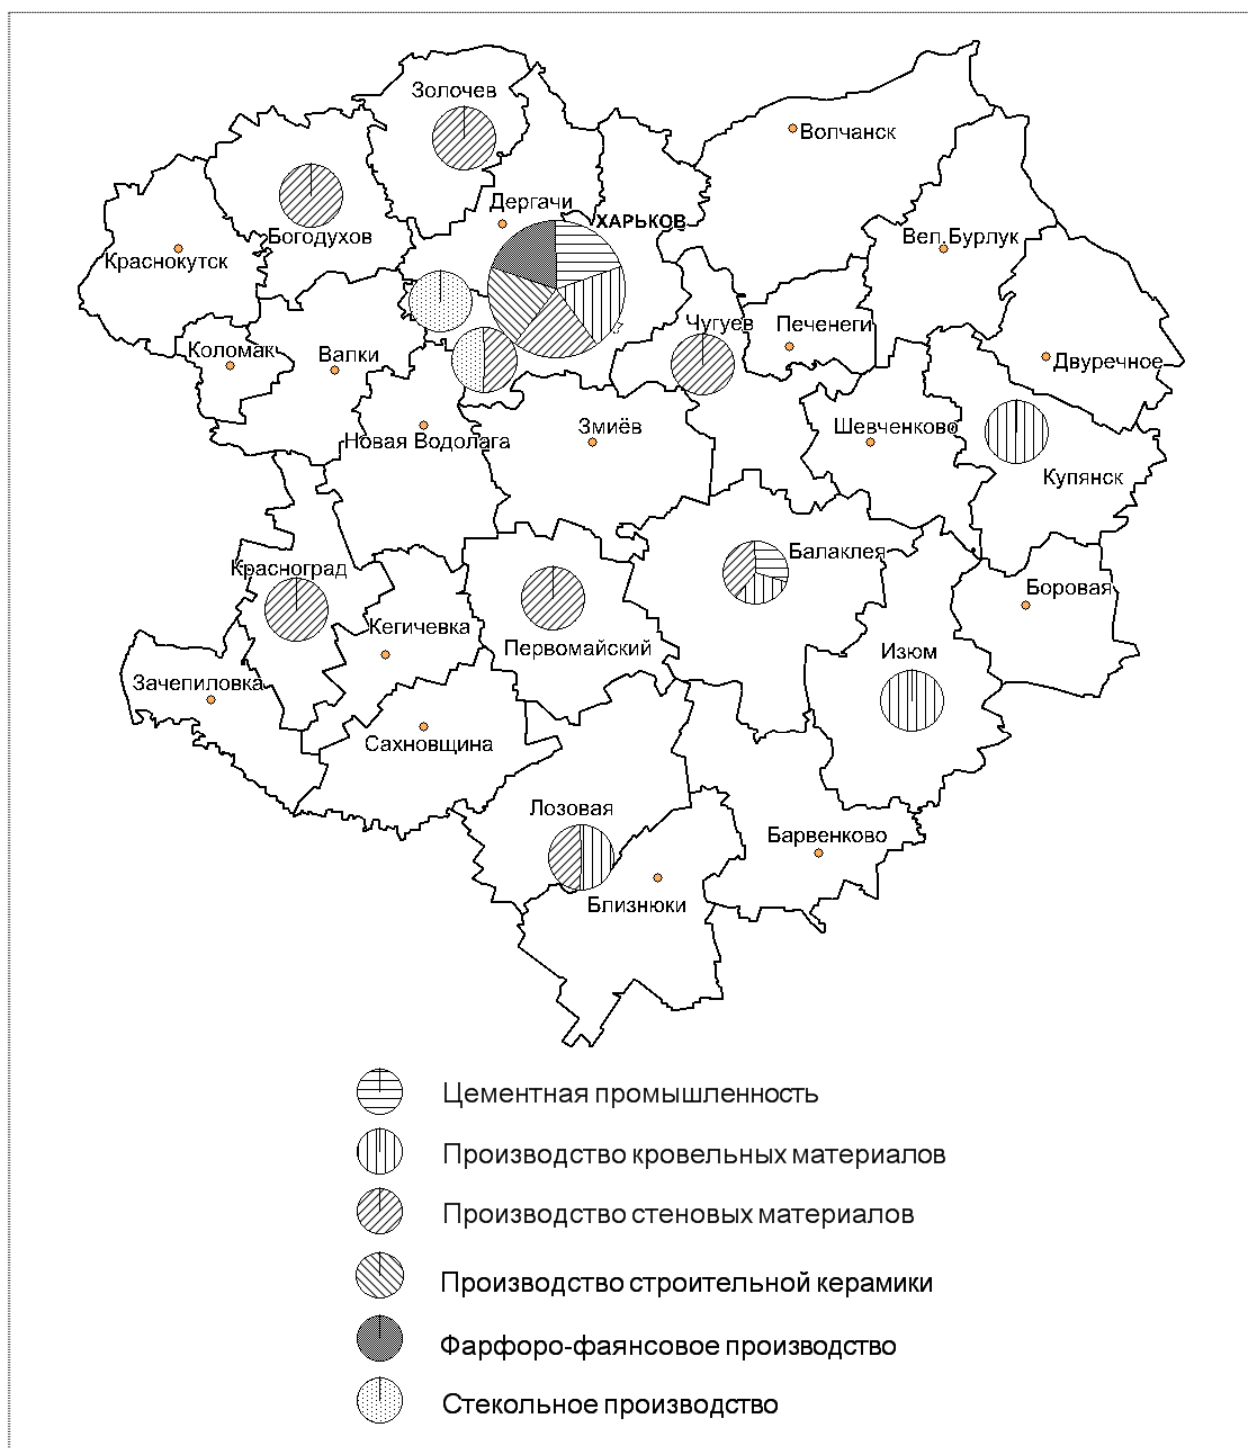 Золочев
Волчанск
Дергачи
ХАРЬКОВ
Богодухов
Вел.Бурлук
Краснокутск
Чугуев
Печенеги
Коломак
Валки
Двуречное
Новая Водолага
Змиёв
Шевченково
Купянск
Балаклея
Красноград
Боровая
Кегичевка
Первомайский
Изюм
Зачепиловка
Сахновщина
Лозовая
Барвенково
Близнюки
Цементная промышленность
Производство кровельных материалов
Производство стеновых материалов
Производство строительной керамики
Фарфоро-фаянсовое производство
Стекольное производство